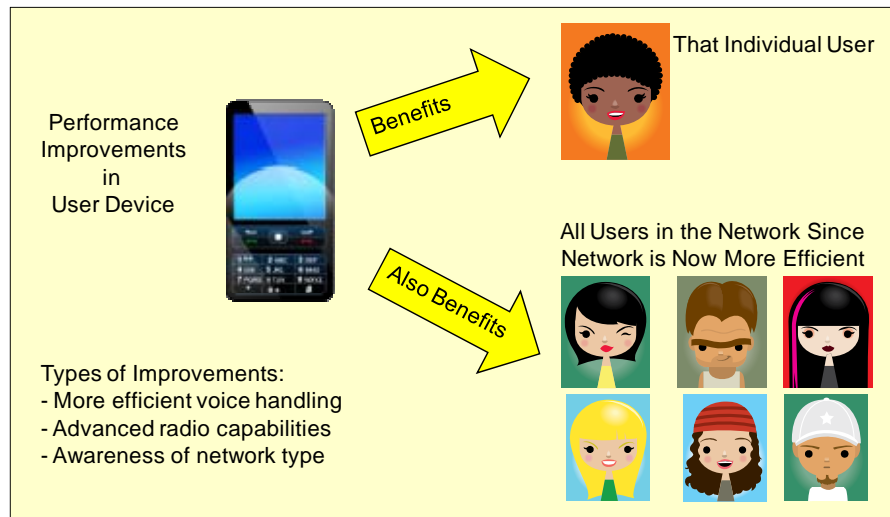 Performance
Improvements
in
User Device
Benefits
That Individual User
Also Benefits
All Users in the Network Since
Network is Now More Efficient
Types of Improvements:
- More efficient voice handling
- Advanced radio capabilities
- Awareness of network type